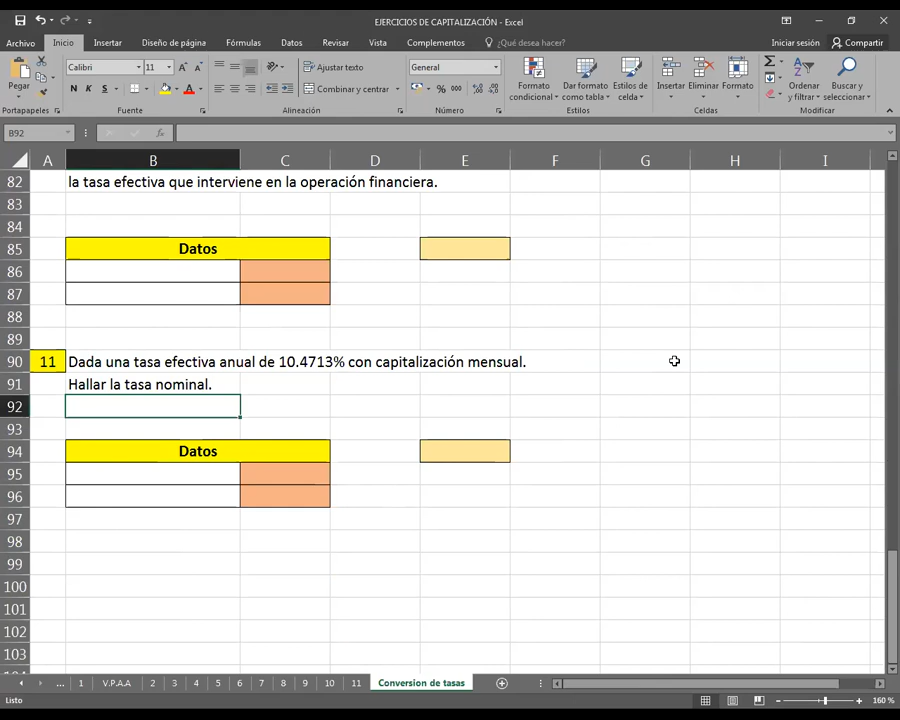 EJERCICIOS DE CAPITALIZACIÓN - Excel
Archivo Inicio Insertar Diseño de página Fórmulas Datos Revisar Vista Complementos ¿Qué desea hacer? Iniciar sesión Compartir
Pegar
Calibri 11
N K S
Ajustar texto
Combinar y centrar
General
% 000
Formato condicional
Dar formato como tabla
Estilos de celda
Insertar Eliminar Formato
Ordenar y filtrar
Buscar y seleccionar
Portapapeles Fuente Alineación Número Estilos Celdas Modificar
B92 fx
A B C D E F G H I
82 la tasa efectiva que interviene en la operación financiera.
83
84
85 Datos
86
87
88
89
90 11 Dada una tasa efectiva anual de 10.4713% con capitalización mensual.
91 Hallar la tasa nominal.
92
93
94 Datos
95
96
97
98
99
100
101
102
103
... 1 V.P.A.A 2 3 4 5 6 7 8 9 10 11 Conversion de tasas
Listo 160 %